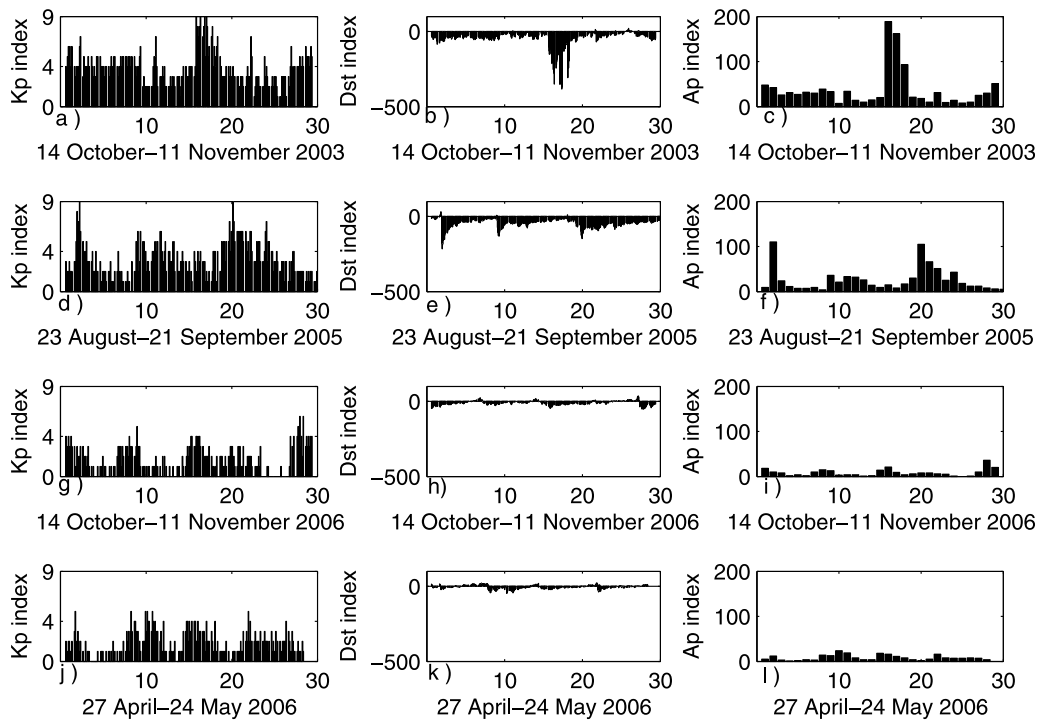 9
4
0
Kp index
a)
10 20 30
14 October–11 November 2003
0
−500
Dst index
b)
10 20 30
14 October–11 November 2003
200
100
0
Ap index
c)
10 20 30
14 October–11 November 2003
9
4
0
Kp index
d)
10 20 30
23 August–21 September 2005
0
−500
Dst index
e)
10 20 30
23 August–21 September 2005
200
100
0
Ap index
f)
10 20 30
23 August–21 September 2005
9
4
0
Kp index
g)
10 20 30
14 October–11 November 2006
0
−500
Dst index
h)
10 20 30
14 October–11 November 2006
200
100
0
Ap index
i)
10 20 30
14 October–11 November 2006
9
4
0
Kp index
j)
10 20 30
27 April–24 May 2006
0
−500
Dst index
k)
10 20 30
27 April–24 May 2006
200
100
0
Ap index
l)
10 20 30
27 April–24 May 2006